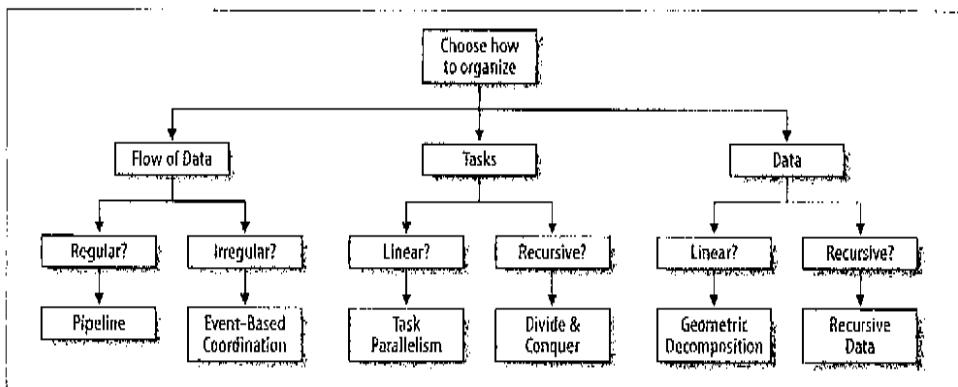 Choose how
to organize
Flow of Data
Tasks
Data
Regular?
Irregular?
Linear?
Recursive?
Linear?
Recursive?
Pipeline
Event-Based
Coordination
Task
Parallelism
Divide &
Conquer
Geometric
Decomposition
Recursive
Data